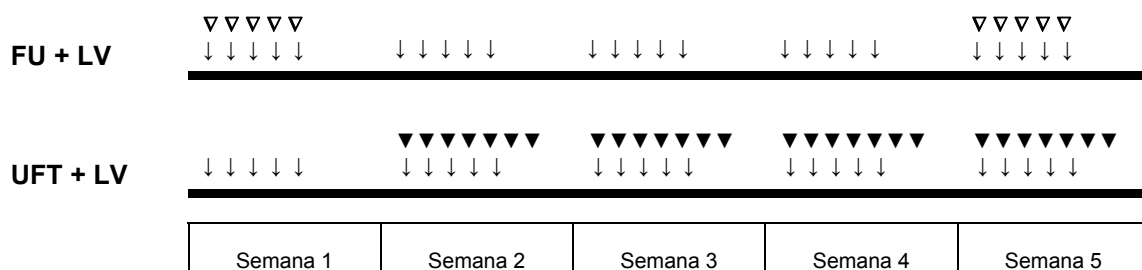 FU + LV
UFT + LV
Semana 1 Semana 2 Semana 3 Semana 4 Semana 5